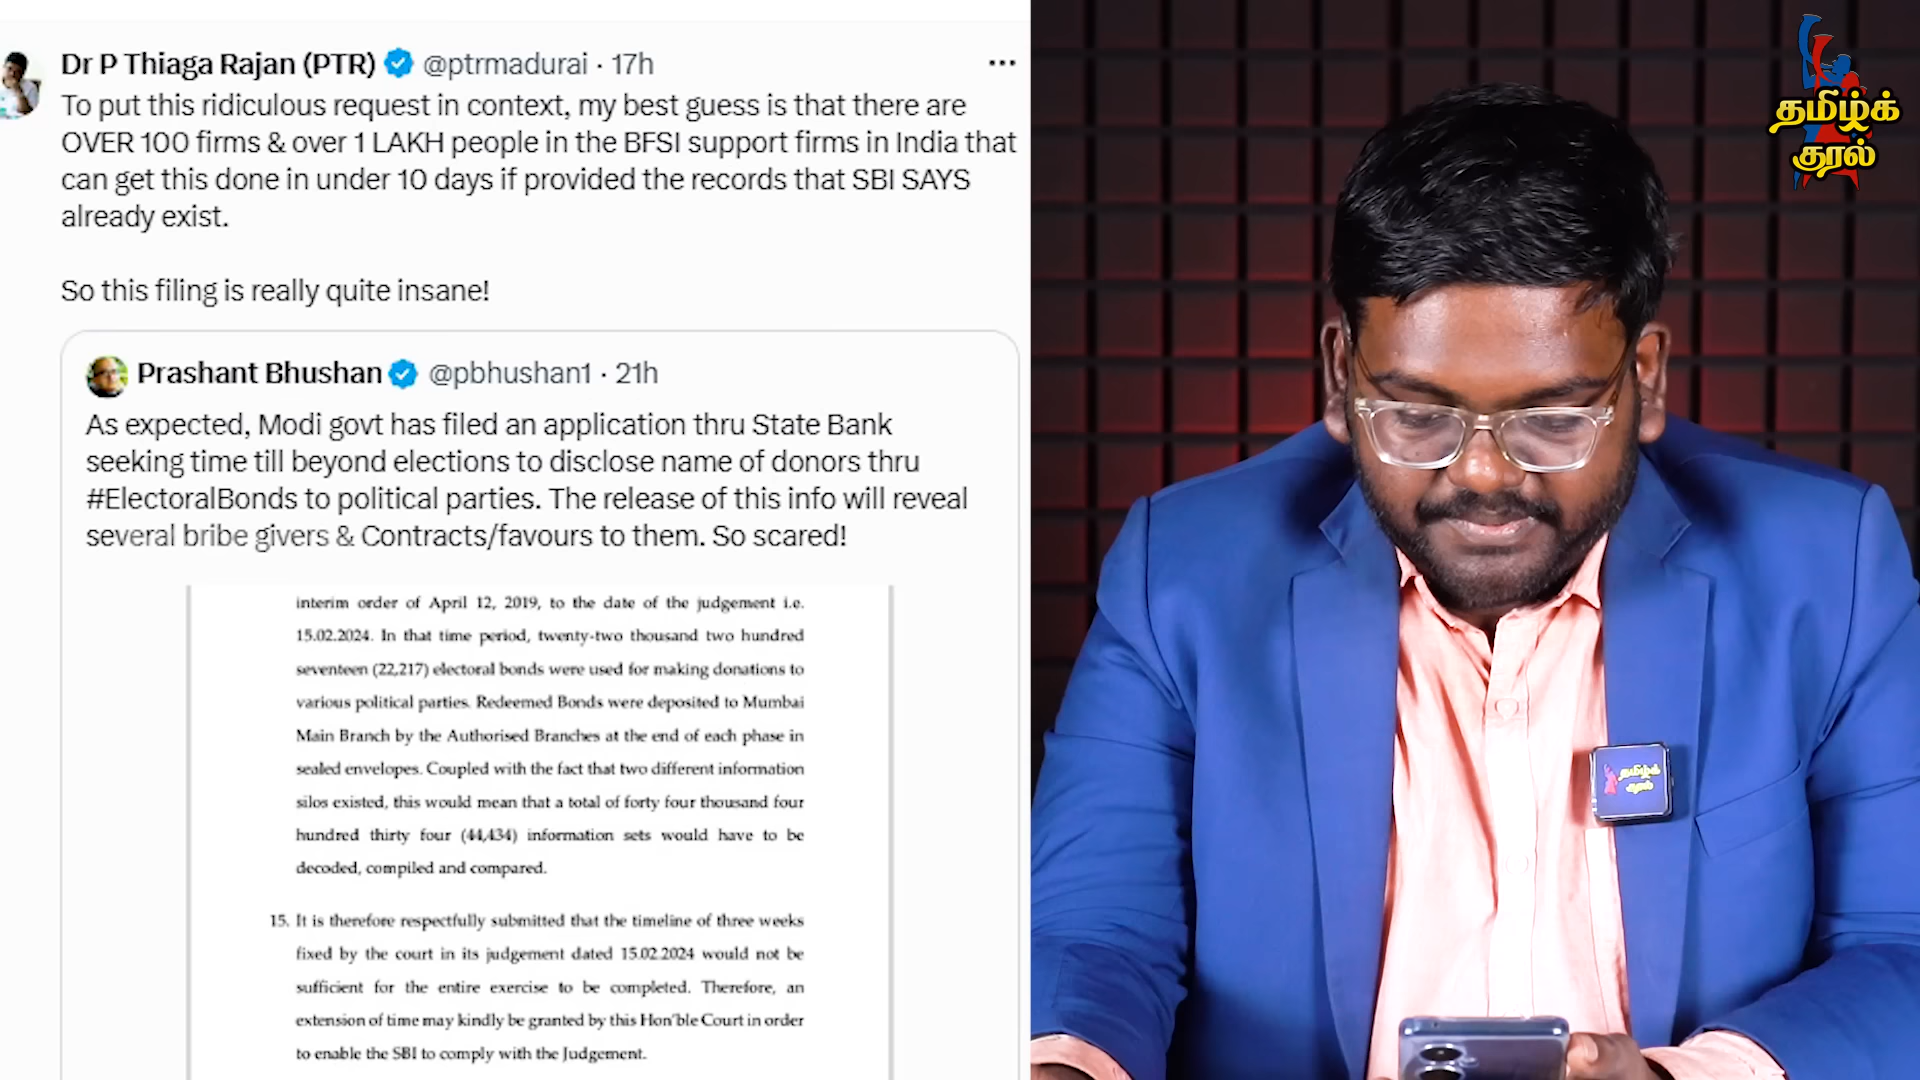 Dr P Thiaga Rajan (PTR) @ptrmadurai · 17h
To put this ridiculous request in context, my best guess is that there are
OVER 100 firms & over 1 LAKH people in the BFSI support firms in India that
can get this done in under 10 days if provided the records that SBI SAYS
already exist.
So this filing is really quite insane!
Prashant Bhushan @pbhushan1 · 21h
As expected, Modi govt has filed an application thru State Bank
seeking time till beyond elections to disclose name of donors thru
#ElectoralBonds to political parties. The release of this info will reveal
several bribe givers & Contracts/favours to them. So scared!
interim order of April 12, 2019, to the date of the judgement i.e.
15.02.2024. In that time period, twenty-two thousand two hundred
seventeen (22,217) electoral bonds were used for making donations to
various political parties. Redeemed Bonds were deposited to Mumbai
Main Branch by the Authorised Branches at the end of each phase in
sealed envelopes. Coupled with the fact that two different information
silos existed, this would mean that a total of forty four thousand four
hundred thirty four (44,434) information sets would have to be
decoded, compiled and compared.
15. It is therefore respectfully submitted that the timeline of three weeks
fixed by the court in its judgement dated 15.02.2024 would not be
sufficient for the entire exercise to be completed. Therefore, an
extension of time may kindly be granted by this Hon'ble Court in order
to enable the SBI to comply with the Judgement.
தமிழ்க்
குரல்
தமிழ்க்
குரல்